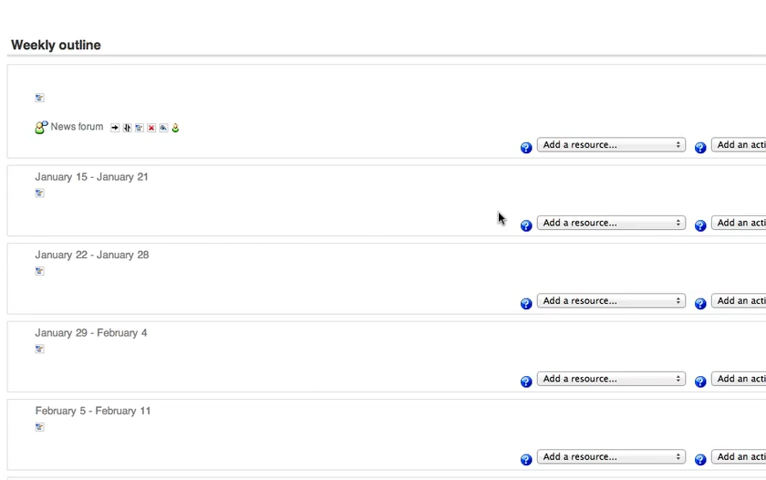 Weekly outline
News forum
Add a resource... Add an acti
January 15 - January 21
Add a resource... Add an acti
January 22 - January 28
Add a resource... Add an acti
January 29 - February 4
Add a resource... Add an acti
February 5 - February 11
Add a resource... Add an acti